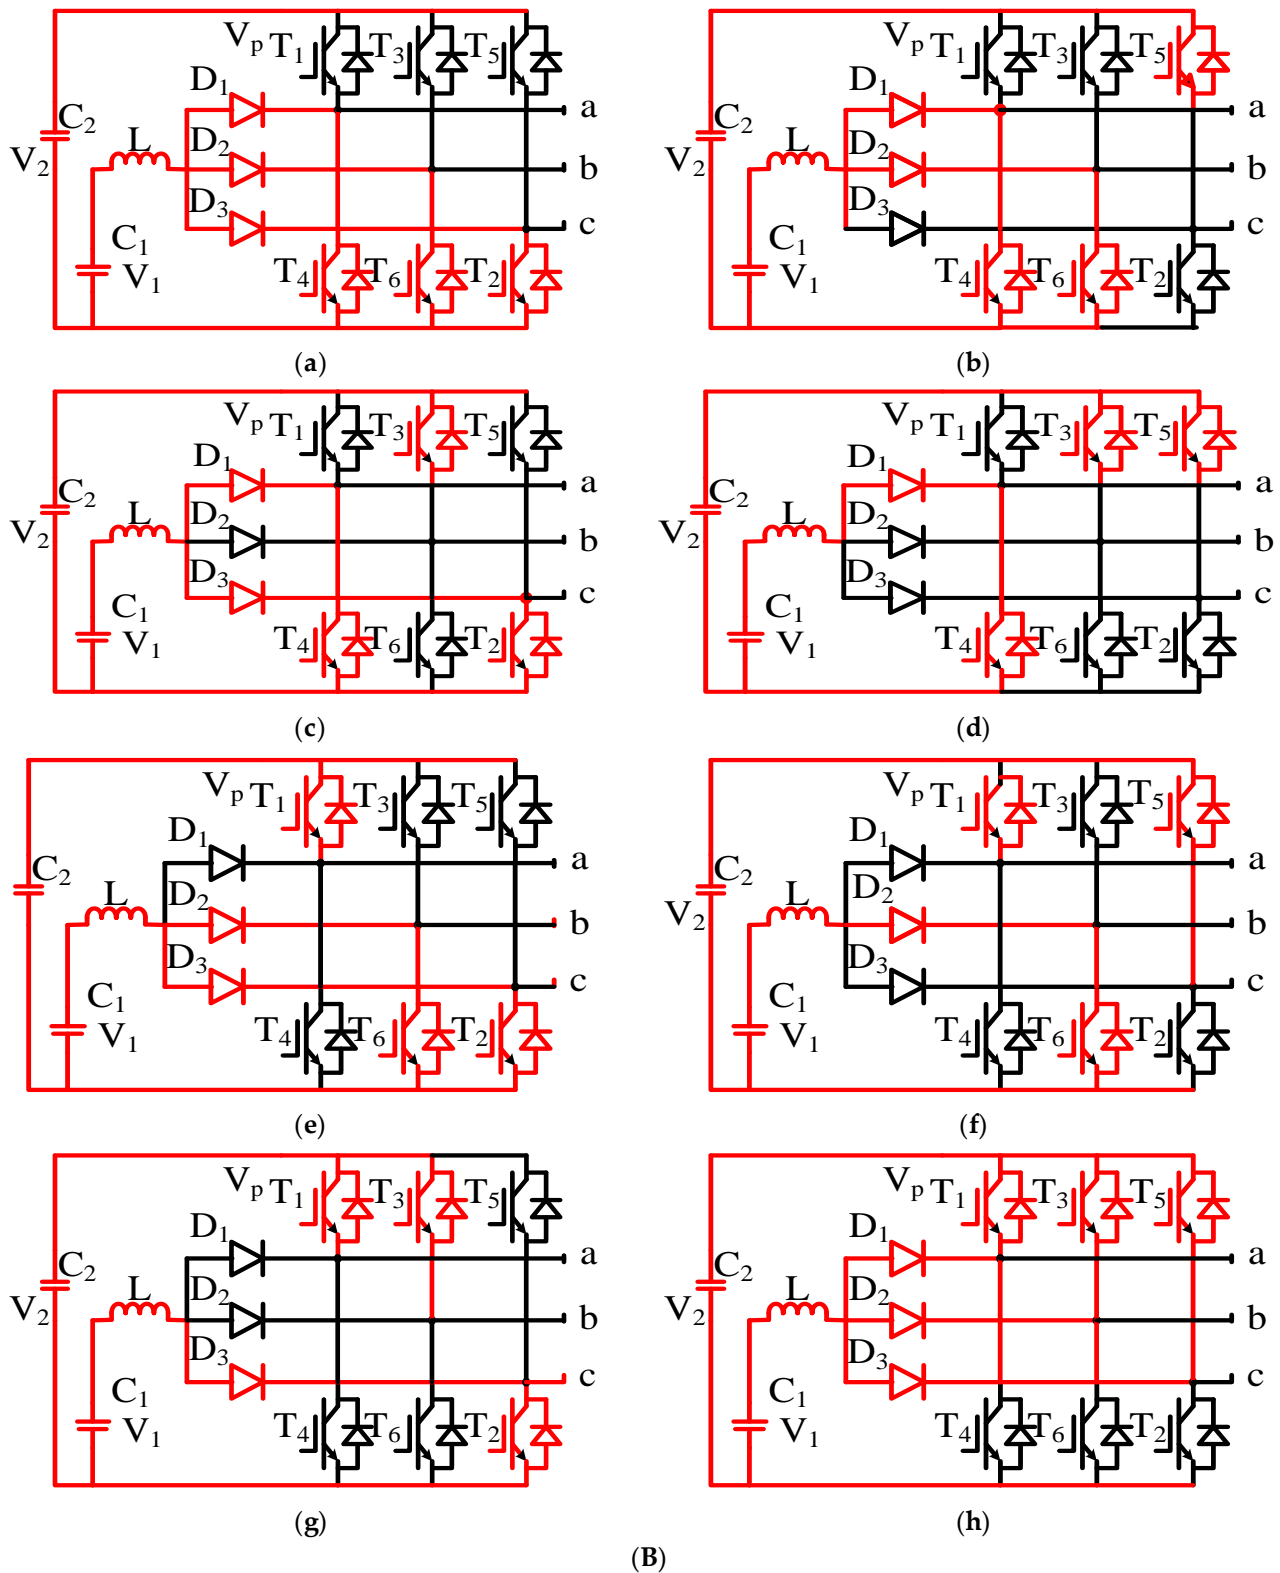 Vp T1 T3 T5
D1 a
C2 L D2 b
V2 D3 c
C1 V1 T4 T6 T2
(a)
Vp T1 T3 T5
D1 a
C2 L D2 b
V2 D3 c
C1 V1 T4 T6 T2
(b)
Vp T1 T3 T5
D1 a
C2 L D2 b
V2 D3 c
C1 V1 T4 T6 T2
(c)
Vp T1 T3 T5
D1 a
C2 L D2 b
V2 D3 c
C1 V1 T4 T6 T2
(d)
Vp T1 T3 T5
D1 a
C2 L D2 b
D3 c
C1 V1 T4 T6 T2
(e)
Vp T1 T3 T5
D1 a
C2 L D2 b
V2 D3 c
C1 V1 T4 T6 T2
(f)
Vp T1 T3 T5
D1 a
C2 L D2 b
V2 D3 c
C1 V1 T4 T6 T2
(g)
Vp T1 T3 T5
D1 a
C2 L D2 b
V2 D3 c
C1 V1 T4 T6 T2
(h)
(B)